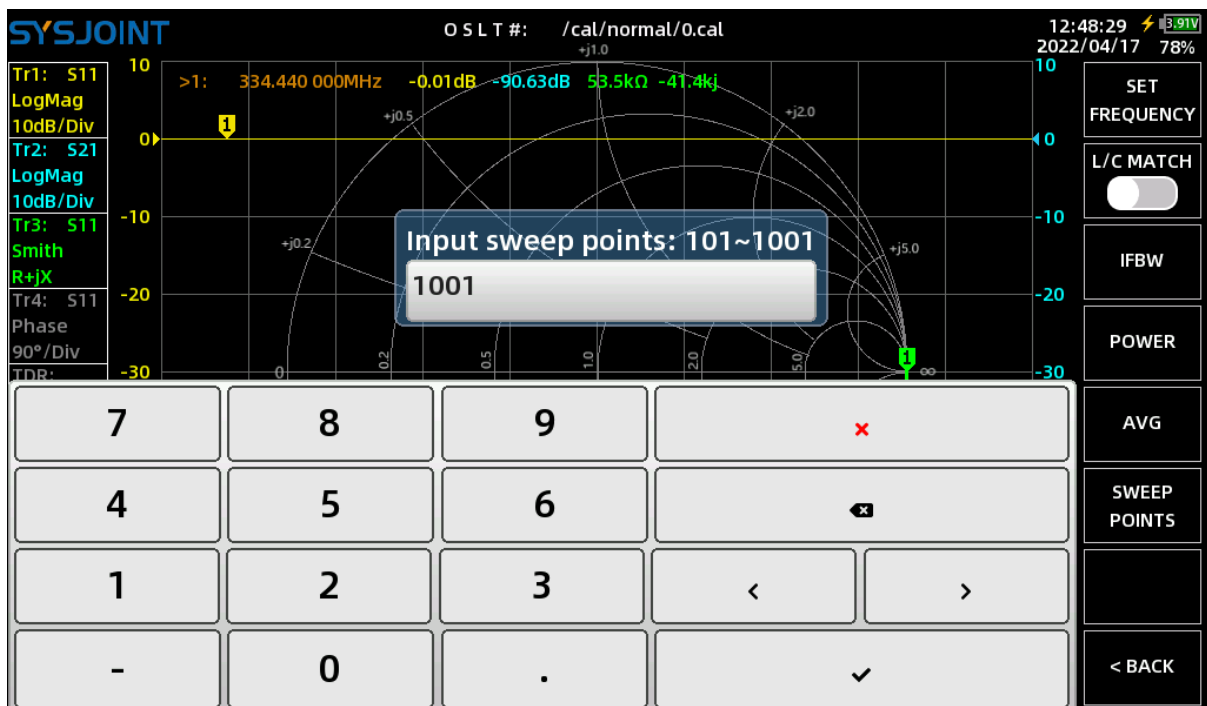 SYSJOINT
O S L T #: /cal/normal/0.cal
12:48:29 3.91V
2022/04/17 78%
Tr1: S11
LogMag
10dB/Div
Tr2: S21
LogMag
10dB/Div
Tr3: S11
Smith
R+jX
Tr4: S11
Phase
90°/Div
TDR:
10
0
-10
-20
-30
>1: 334.440 000MHz -0.01dB -90.63dB 53.5kΩ -41.4kj
1
+j1.0
+j0.5
+j2.0
+j0.2
+j5.0
0
0.2
0.5
1.0
2.0
5.0
1
∞
10
0
-10
-20
-30
Input sweep points: 101~1001
1001
SET
FREQUENCY
L/C MATCH
IFBW
POWER
AVG
SWEEP
POINTS
< BACK
7 8 9 ×
4 5 6
1 2 3 < >
- 0 . ✓